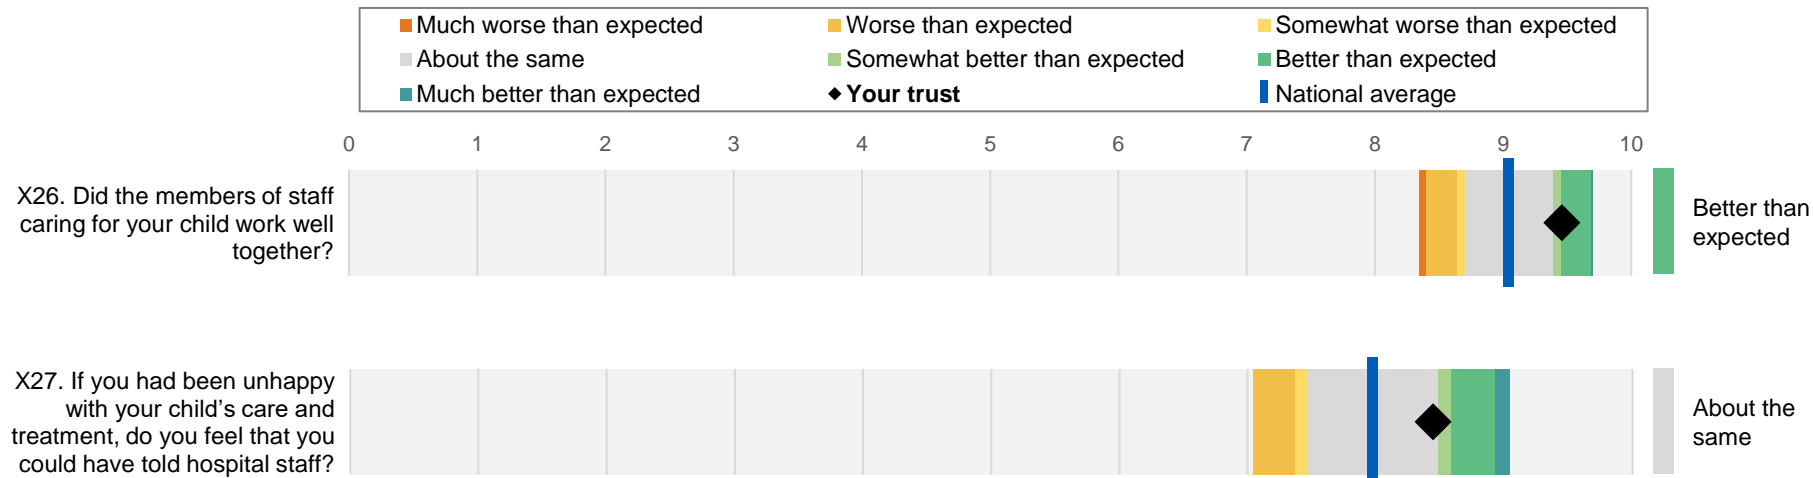 Much worse than expected
Worse than expected
Somewhat worse than expected
About the same
Somewhat better than expected
Better than expected
Much better than expected
Your trust
National average
0 1 2 3 4 5 6 7 8 9 10
X26. Did the members of staff
caring for your child work well
together?
Better than
expected
X27. If you had been unhappy
with your child’s care and
treatment, do you feel that you
could have told hospital staff?
About the
same